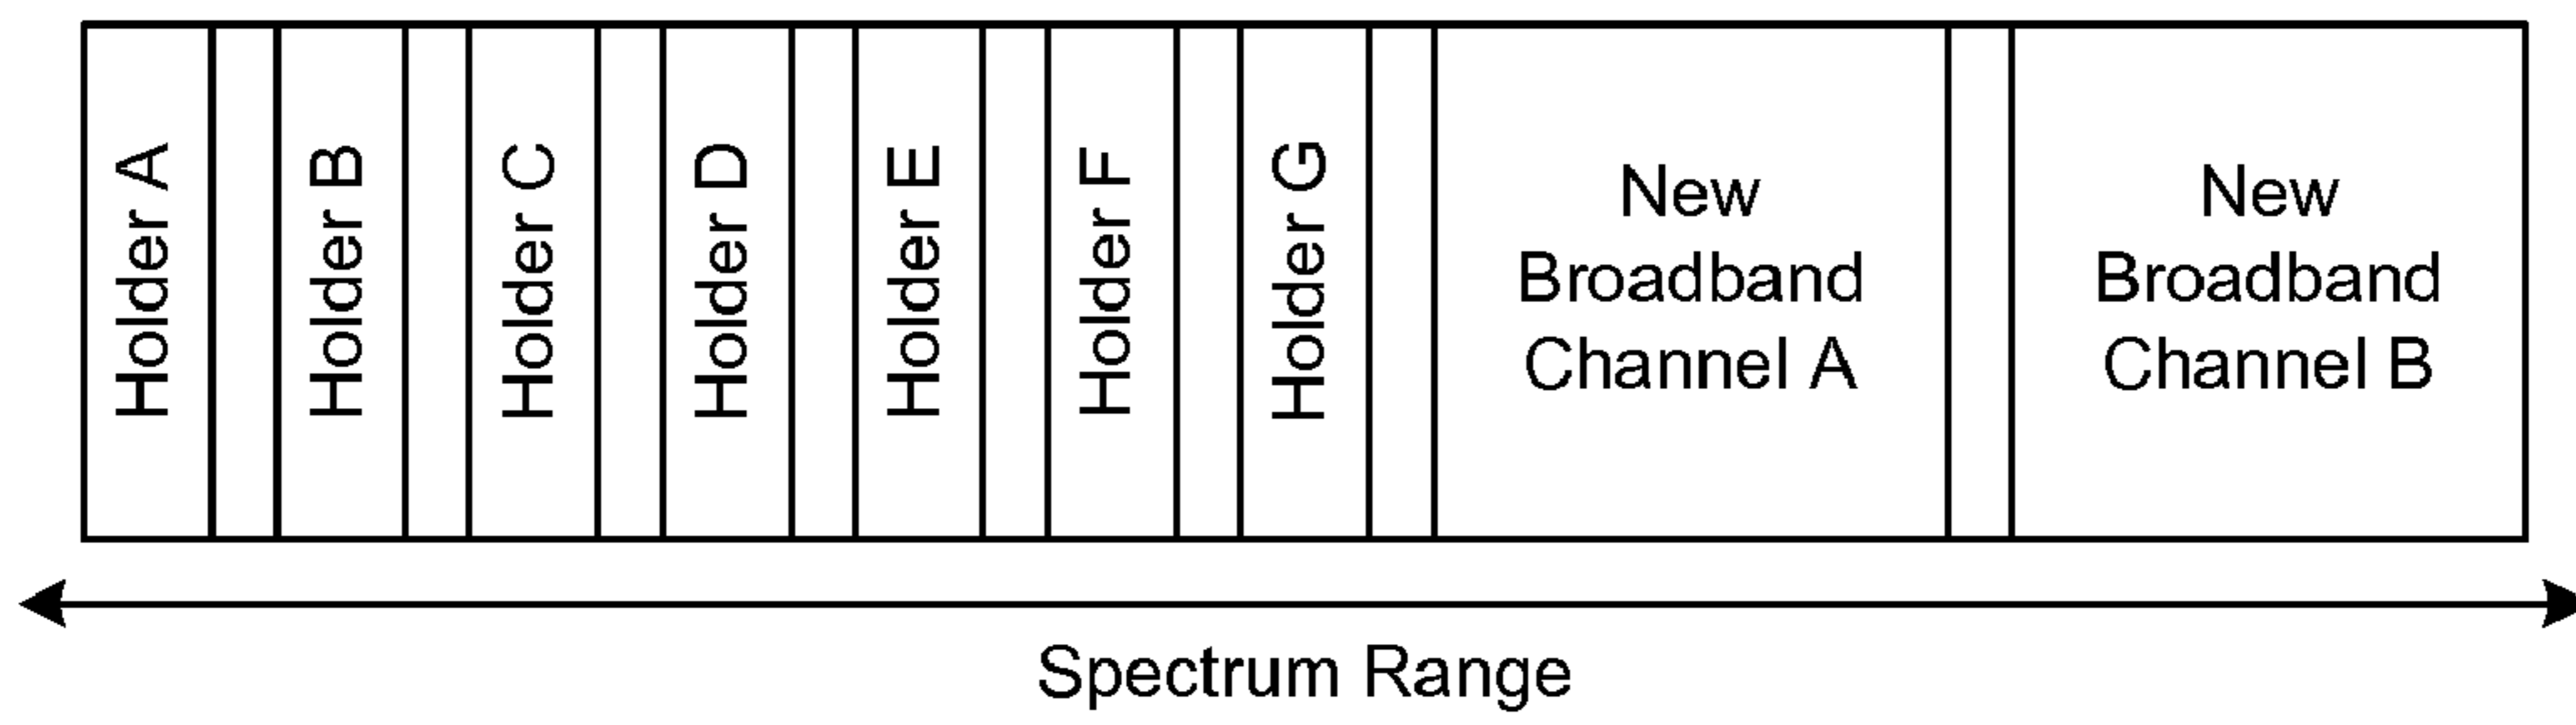 Holder A
Holder B
Holder C
Holder D
Holder E
Holder F
Holder G
New
Broadband
Channel A
New
Broadband
Channel B
Spectrum Range